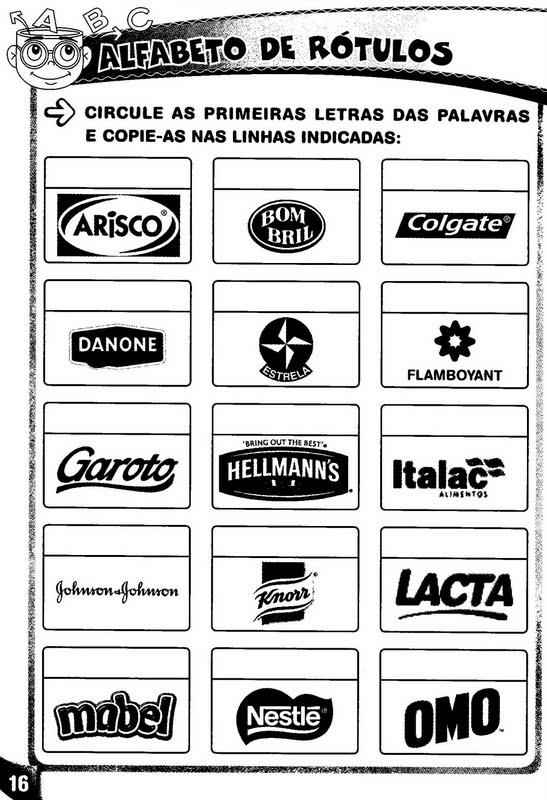 A B C
ALFABETO DE RÓTULOS
CIRCULE AS PRIMEIRAS LETRAS DAS PALAVRAS
E COPIE-AS NAS LINHAS INDICADAS:
ARISCO®
BOM
BRIL
Colgate®
DANONE
ESTRELA
FLAMBOYANT
Garoto
"BRING OUT THE BEST"
HELLMANN'S
Italac
ALIMENTOS
Johnson & Johnson
Knorr®
LACTA
mabel
Nestlé®
OMO™
16